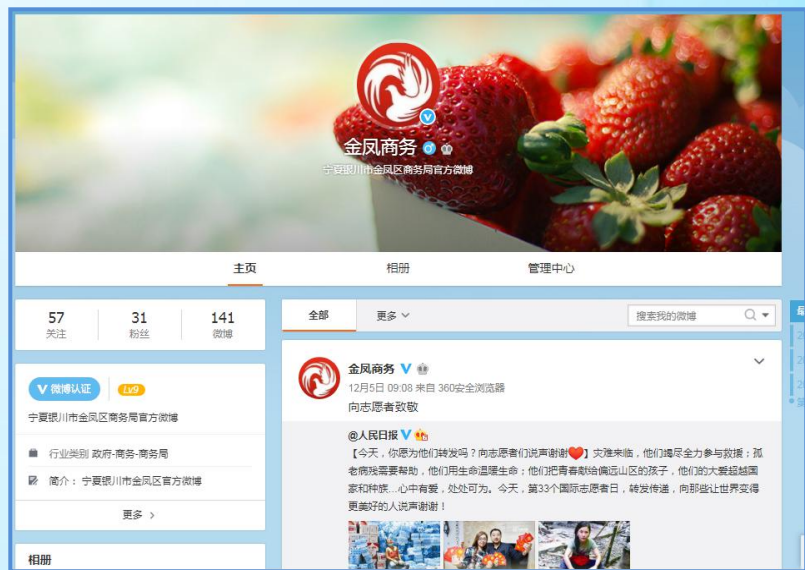 金凤商务
宁夏银川市金凤区商务局官方微博
主页
相册
管理中心
57
关注
31
粉丝
141
微博
全部
更多
搜索我的微博
V 微博认证
Lv9
宁夏银川市金凤区商务局官方微博
行业类别 政府-商务-商务局
简介： 宁夏银川市金凤区官方微博
更多 >
相册
金凤商务 V
12月5日 09:08 来自 360安全浏览器
向志愿者致敬
@人民日报 V
【今天，你愿为他们转发吗？向志愿者们说声谢谢❤】灾难来临，他们竭尽全力参与救援；孤
老病残需要帮助，他们用生命温暖生命；他们把青春献给偏远山区的孩子，他们的大爱超越国
家和种族...心中有爱，处处可为。今天，第33个国际志愿者日，转发传递，向那些让世界变得
更美好的人说声谢谢！